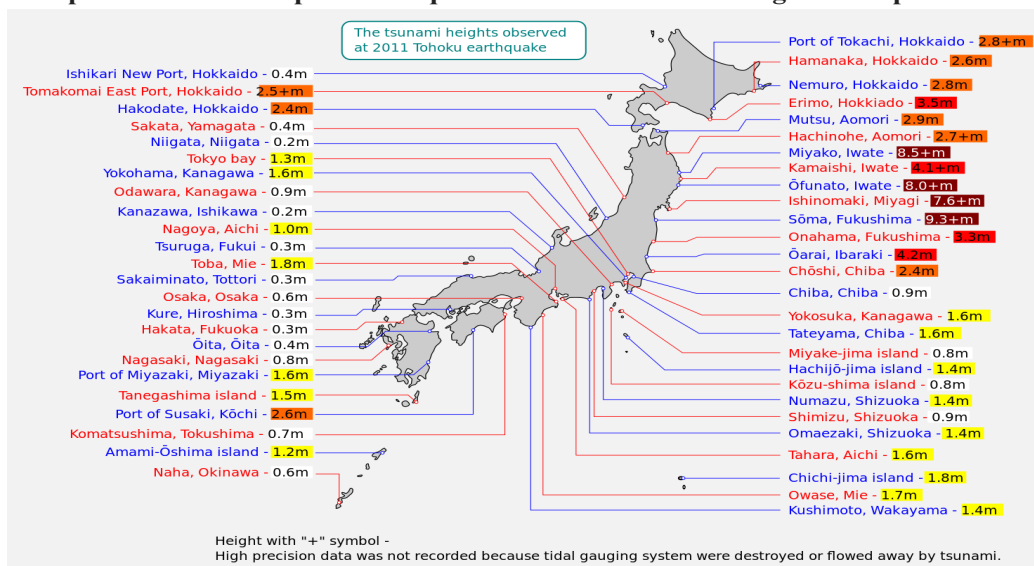 The tsunami heights observed
at 2011 Tohoku earthquake
Ishikari New Port, Hokkaido - 0.4m
Tomakomai East Port, Hokkaido - 2.5+m
Hakodate, Hokkaido - 2.4m
Sakata, Yamagata - 0.4m
Niigata, Niigata - 0.2m
Tokyo bay - 1.3m
Yokohama, Kanagawa - 1.6m
Odawara, Kanagawa - 0.9m
Kanazawa, Ishikawa - 0.2m
Nagoya, Aichi - 1.0m
Tsuruga, Fukui - 0.3m
Toba, Mie - 1.8m
Sakaiminato, Tottori - 0.3m
Osaka, Osaka - 0.6m
Kure, Hiroshima - 0.3m
Hakata, Fukuoka - 0.3m
Ōita, Ōita - 0.4m
Nagasaki, Nagasaki - 0.8m
Port of Miyazaki, Miyazaki - 1.6m
Tanegashima island - 1.5m
Port of Susaki, Kōchi - 2.6m
Komatsushima, Tokushima - 0.7m
Amami-Ōshima island - 1.2m
Naha, Okinawa - 0.6m
Port of Tokachi, Hokkaido - 2.8+m
Hamanaka, Hokkaido - 2.6m
Nemuro, Hokkaido - 2.8m
Erimo, Hokkiado - 3.5m
Mutsu, Aomori - 2.9m
Hachinohe, Aomori - 2.7+m
Miyako, Iwate - 8.5+m
Kamaishi, Iwate - 4.1+m
Ōfunato, Iwate - 8.0+m
Ishinomaki, Miyagi - 7.6+m
Sōma, Fukushima - 9.3+m
Onahama, Fukushima - 3.3m
Ōarai, Ibaraki - 4.2m
Chōshi, Chiba - 2.4m
Chiba, Chiba - 0.9m
Yokosuka, Kanagawa - 1.6m
Tateyama, Chiba - 1.6m
Miyake-jima island - 0.8m
Hachijō-jima island - 1.4m
Kōzu-shima island - 0.8m
Numazu, Shizuoka - 1.4m
Shimizu, Shizuoka - 0.9m
Omaezaki, Shizuoka - 1.4m
Tahara, Aichi - 1.6m
Chichi-jima island - 1.8m
Owase, Mie - 1.7m
Kushimoto, Wakayama - 1.4m
Height with "+" symbol -
High precision data was not recorded because tidal gauging system were destroyed or flowed away by tsunami.